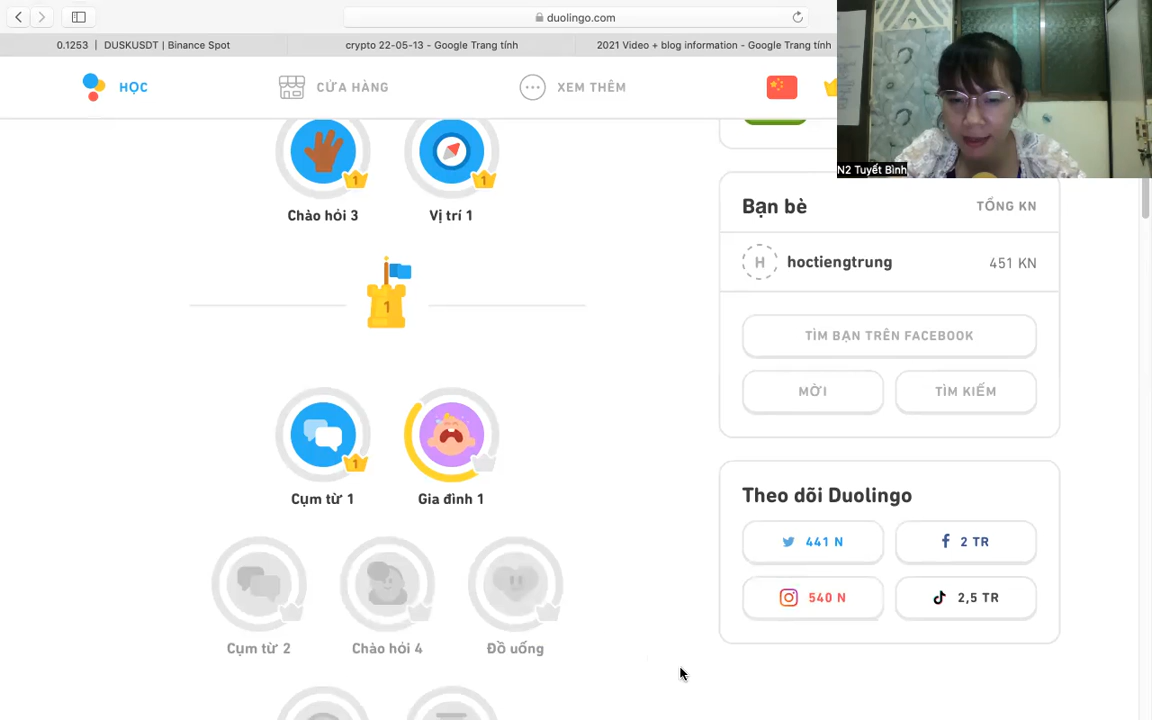 duolingo.com
0.1253 | DUSKUSDT | Binance Spot
crypto 22-05-13 - Google Trang tính
2021 Video + blog information - Google Trang tính
HỌC
CỬA HÀNG
XEM THÊM
N2 Tuyết Bình
1
1
Chào hỏi 3
Vị trí 1
1
1
Cụm từ 1
Gia đình 1
Cụm từ 2
Chào hỏi 4
Đồ uống
Bạn bè
TỔNG KN
H
hoctiengtrung
451 KN
TÌM BẠN TRÊN FACEBOOK
MỜI
TÌM KIẾM
Theo dõi Duolingo
441 N
2 TR
540 N
2,5 TR